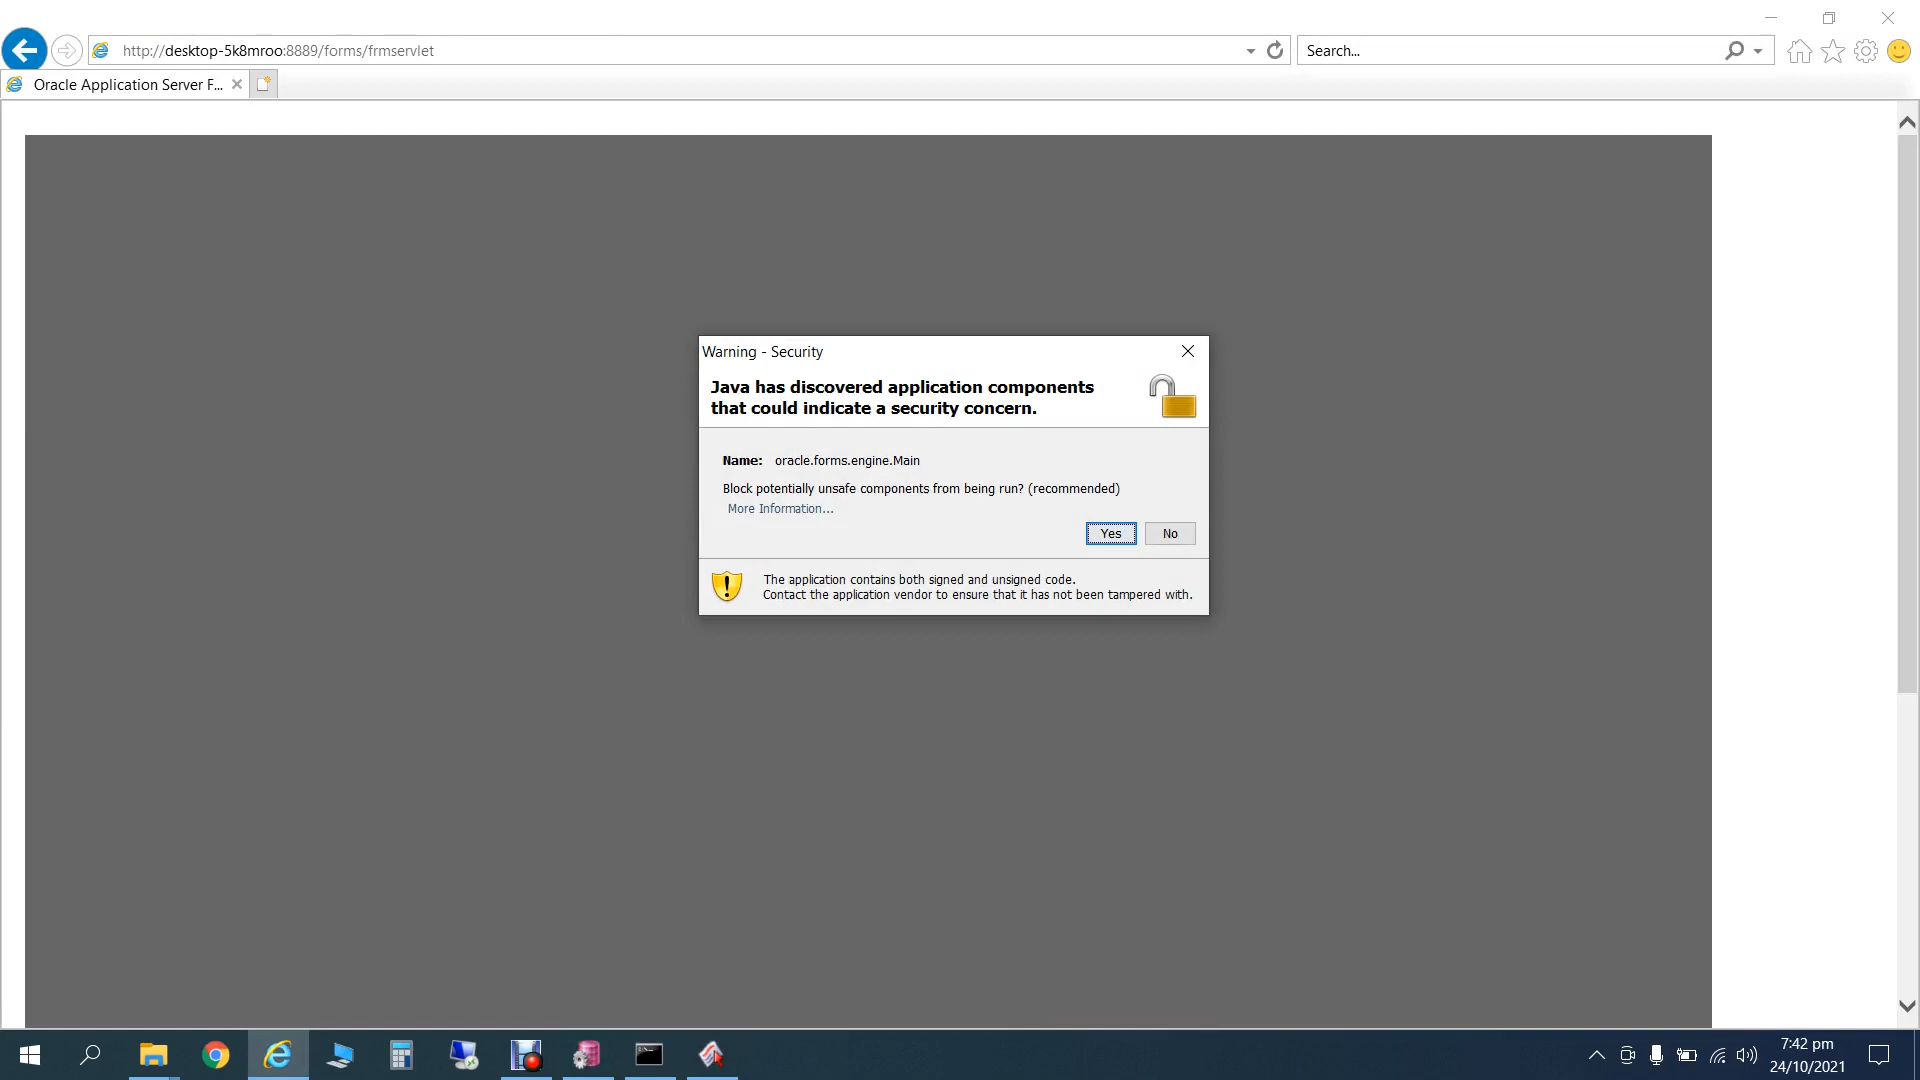 http://desktop-5k8mroo:8889/forms/frmservlet
Search...
Oracle Application Server F...
Warning - Security
Java has discovered application components
that could indicate a security concern.
Name: oracle.forms.engine.Main
Block potentially unsafe components from being run? (recommended)
More Information...
Yes No
The application contains both signed and unsigned code.
Contact the application vendor to ensure that it has not been tampered with.
7:42 pm
24/10/2021